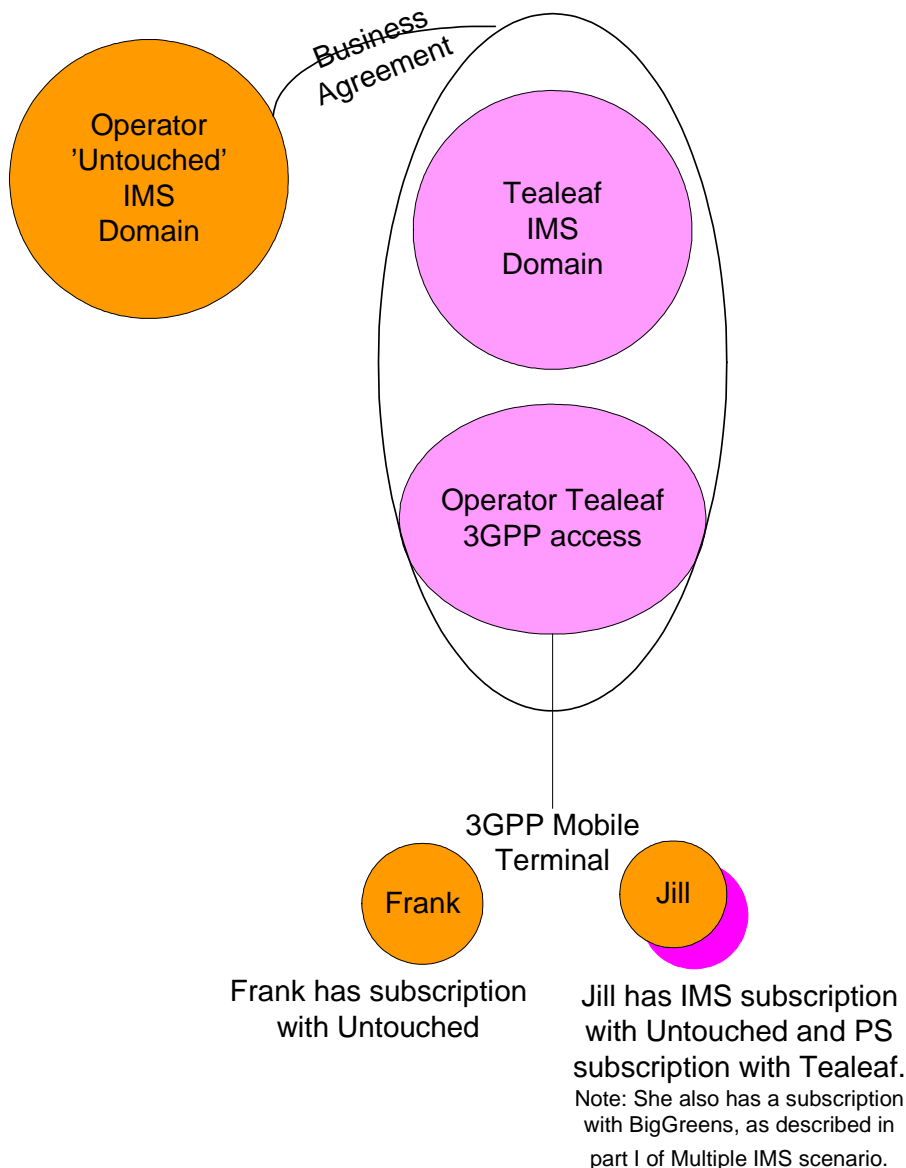 Business
Agreement
Operator
'Untouched'
IMS
Domain
Tealeaf
IMS
Domain
Operator Tealeaf
3GPP access
3GPP Mobile
Terminal
Frank
Jill
Frank has subscription
with Untouched
Jill has IMS subscription
with Untouched and PS
subscription with Tealeaf.
Note: She also has a subscription
with BigGreens, as described in
part I of Multiple IMS scenario.